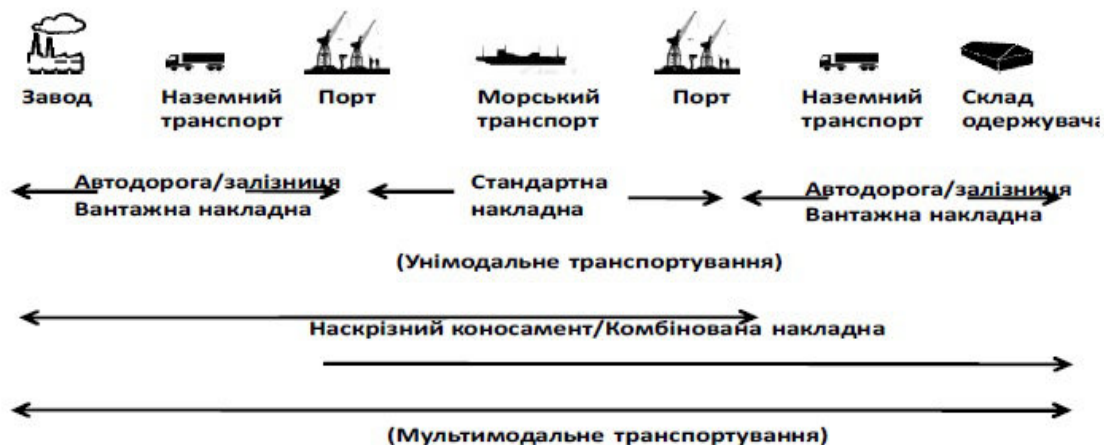 Завод
Наземний
транспорт
Порт
Морський
транспорт
Порт
Наземний
транспорт
Склад
одержувача
Автодорога/залізниця
Вантажна накладна
Стандартна
накладна
Автодорога/залізниця
Вантажна накладна
(Унімодальне транспортування)
Наскрізний коносамент/Комбінована накладна
(Мультимодальне транспортування)